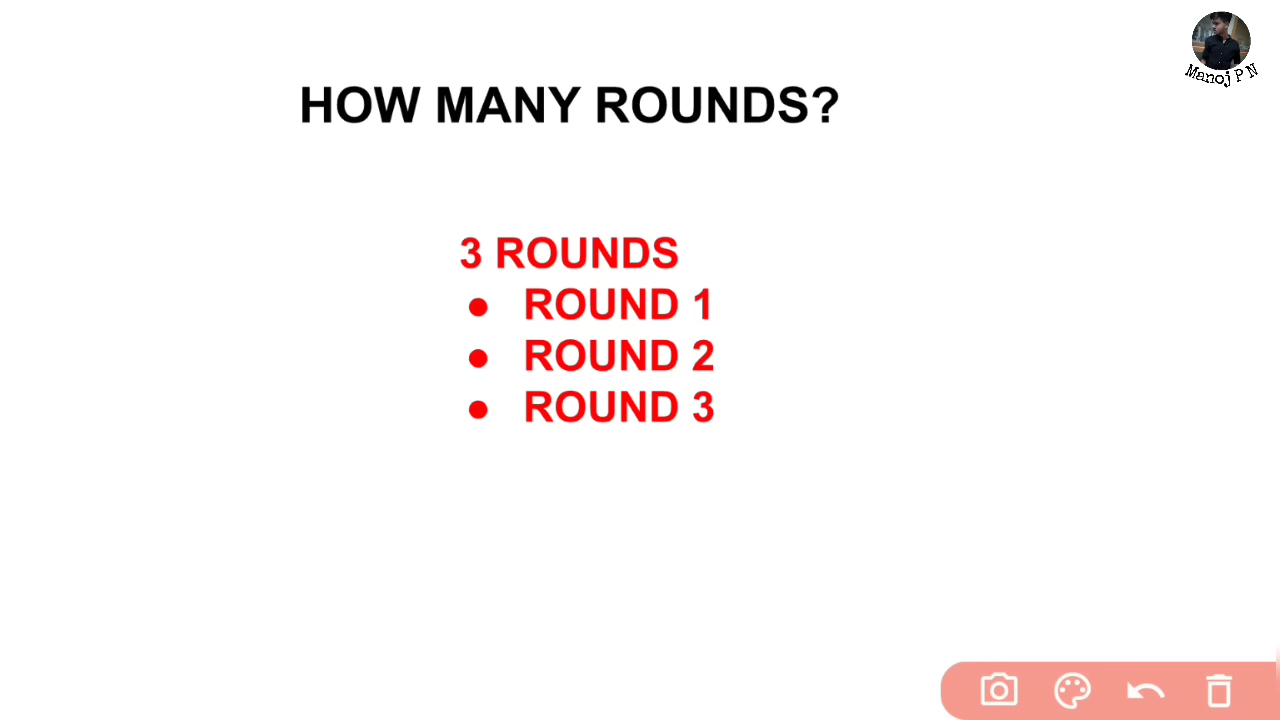 Manoj P N
HOW MANY ROUNDS?
3 ROUNDS
● ROUND 1
● ROUND 2
● ROUND 3